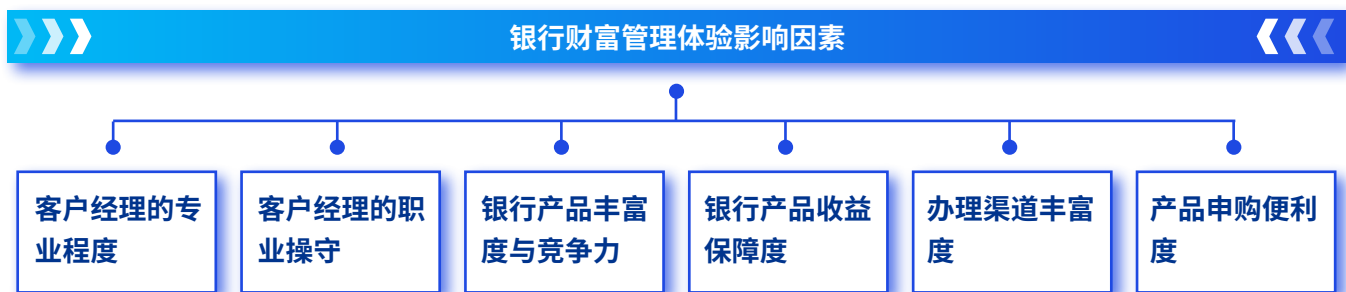 银行财富管理体验影响因素
客户经理的专
业程度
客户经理的职
业操守
银行产品丰富
度与竞争力
银行产品收益
保障度
办理渠道丰富
度
产品申购便利
度